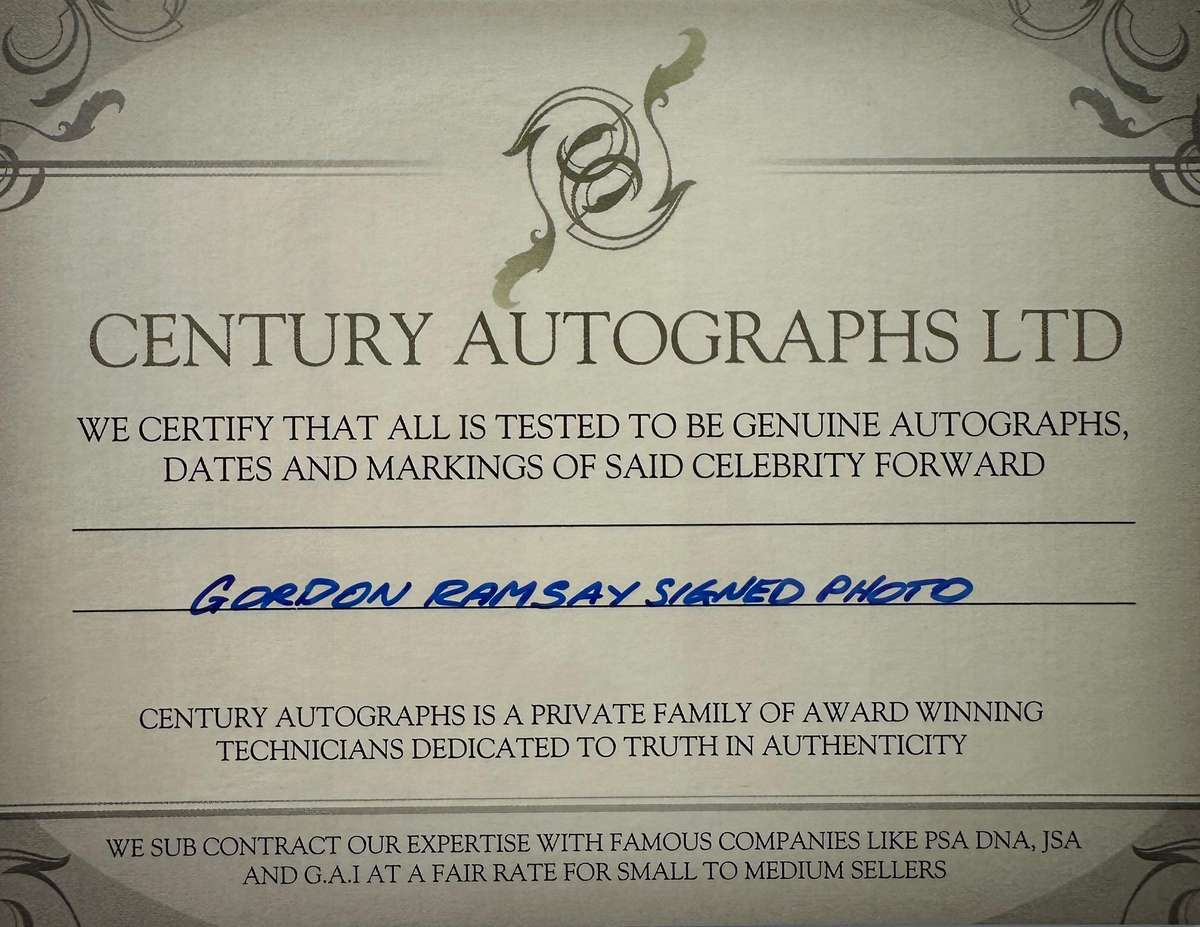 CENTURY AUTOGRAPHS LTD
WE CERTIFY THAT ALL IS TESTED TO BE GENUINE AUTOGRAPHS,
DATES AND MARKINGS OF SAID CELEBRITY FORWARD
GORDON RAMSAY SIGNED PHOTO
CENTURY AUTOGRAPHS IS A PRIVATE FAMILY OF AWARD WINNING
TECHNICIANS DEDICATED TO TRUTH IN AUTHENTICITY
WE SUB CONTRACT OUR EXPERTISE WITH FAMOUS COMPANIES LIKE PSA DNA, JSA
AND G.A.I AT A FAIR RATE FOR SMALL TO MEDIUM SELLERS